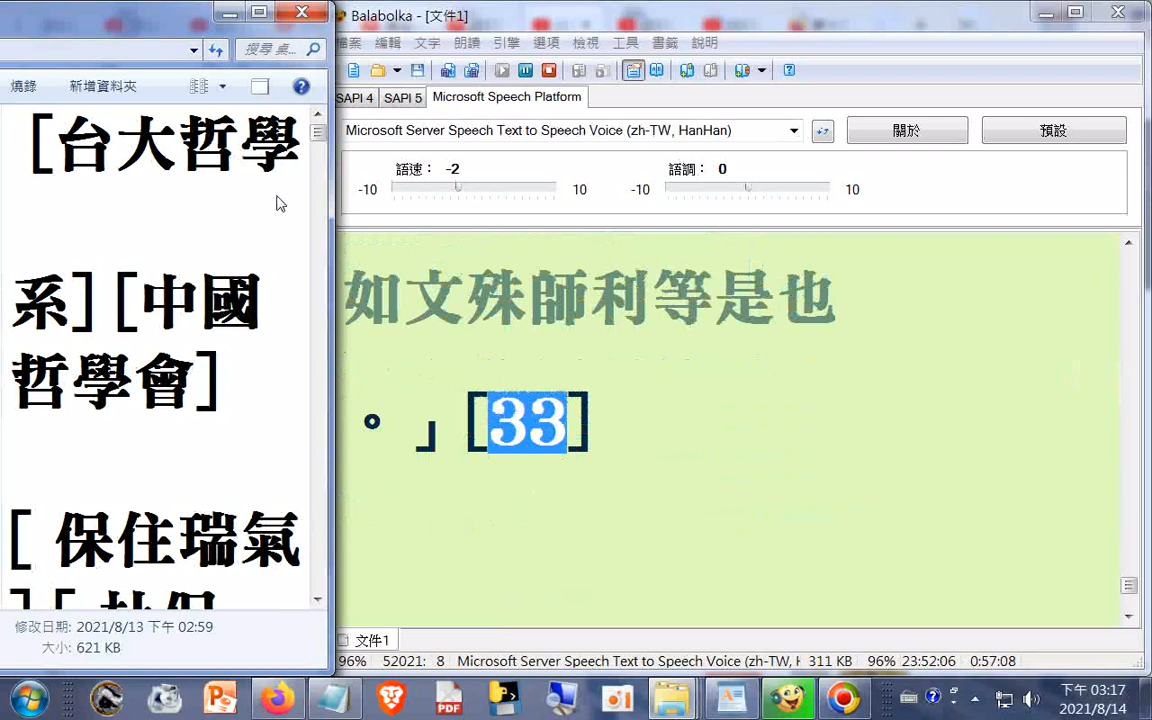 Balabolka - [文件1]
檔案 編輯 文字 朗讀 引擎 選項 檢視 工具 書籤 說明
搜尋 桌...
燒錄 新增資料夾
SAPI 4 SAPI 5 Microsoft Speech Platform
Microsoft Server Speech Text to Speech Voice (zh-TW, HanHan)
關於 預設
語速： -2 語調： 0
-10 10 -10 10
[台大哲學
系][中國
哲學會]
[ 保住瑞氣
如文殊師利等是也
。」[33]
修改日期: 2021/8/13 下午 02:59
大小: 621 KB
文件1
96% 52021: 8 Microsoft Server Speech Text to Speech Voice (zh-TW, 311 KB 96% 23:52:06 0:57:08
PDF
下午 03:17
2021/8/14